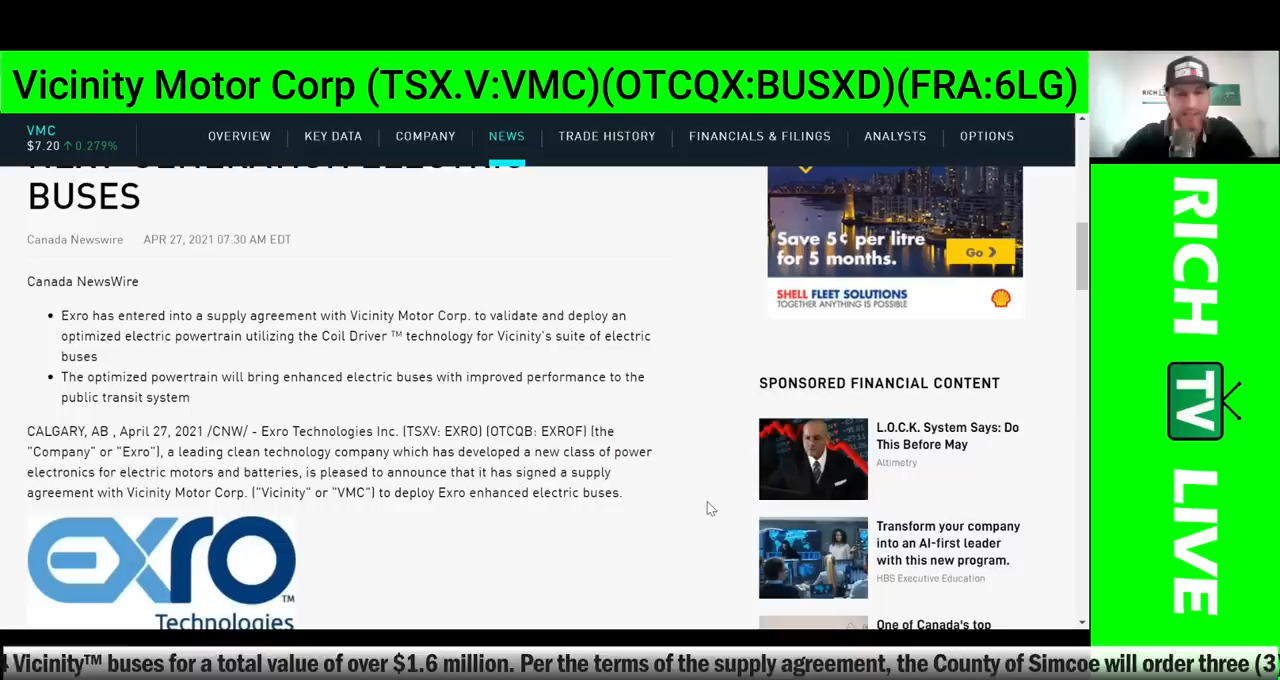 Vicinity Motor Corp (TSX.V:VMC)(OTCQX:BUSXD)(FRA:6LG)
RICH
VMC
$7.20 ↑ 0.279%
OVERVIEW
KEY DATA
COMPANY
NEWS
TRADE HISTORY
FINANCIALS & FILINGS
ANALYSTS
OPTIONS
NEXT GENERATION ELECTRIC
BUSES
Canada Newswire APR 27, 2021 07:30 AM EDT
Canada NewsWire
• Exro has entered into a supply agreement with Vicinity Motor Corp. to validate and deploy an
optimized electric powertrain utilizing the Coil Driver ™ technology for Vicinity's suite of electric
buses
• The optimized powertrain will bring enhanced electric buses with improved performance to the
public transit system
CALGARY, AB , April 27, 2021 /CNW/ - Exro Technologies Inc. (TSXV: EXRO) (OTCQB: EXROF) (the
"Company" or "Exro"), a leading clean technology company which has developed a new class of power
electronics for electric motors and batteries, is pleased to announce that it has signed a supply
agreement with Vicinity Motor Corp. ("Vicinity" or "VMC") to deploy Exro enhanced electric buses.
exro
TM
Technologies
Save 5¢ per litre
for 5 months.
Go >
SHELL FLEET SOLUTIONS
TOGETHER ANYTHING IS POSSIBLE
SPONSORED FINANCIAL CONTENT
L.O.C.K. System Says: Do
This Before May
Altimetry
Transform your company
into an AI-first leader
with this new program.
HBS Executive Education
One of Canada's top
RICH
TV
LIVE
Vicinity™ buses for a total value of over $1.6 million. Per the terms of the supply agreement, the County of Simcoe will order three (3)